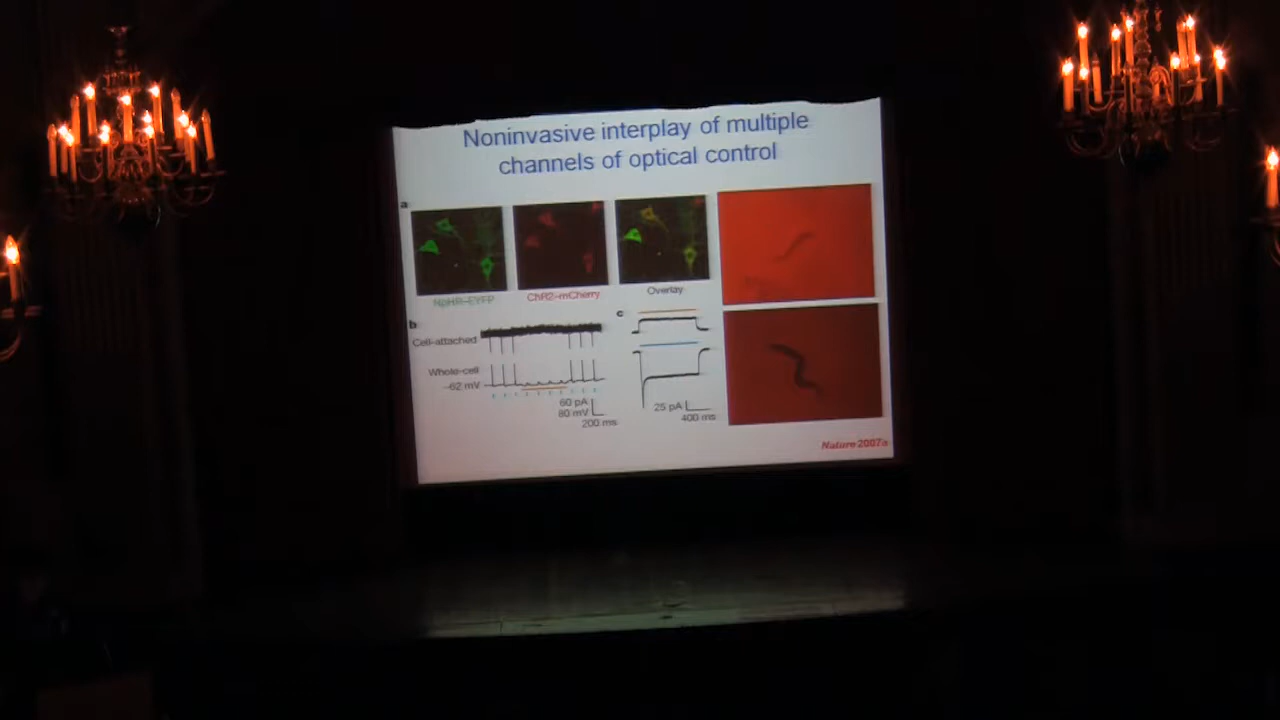 Noninvasive interplay of multiple
channels of optical control
a
NpHR-EYFP
ChR2-mCherry
Overlay
b
Cell-attached
Whole-cell
-62 mV
60 pA
80 mV
200 ms
c
25 pA
400 ms
Nature 2007a